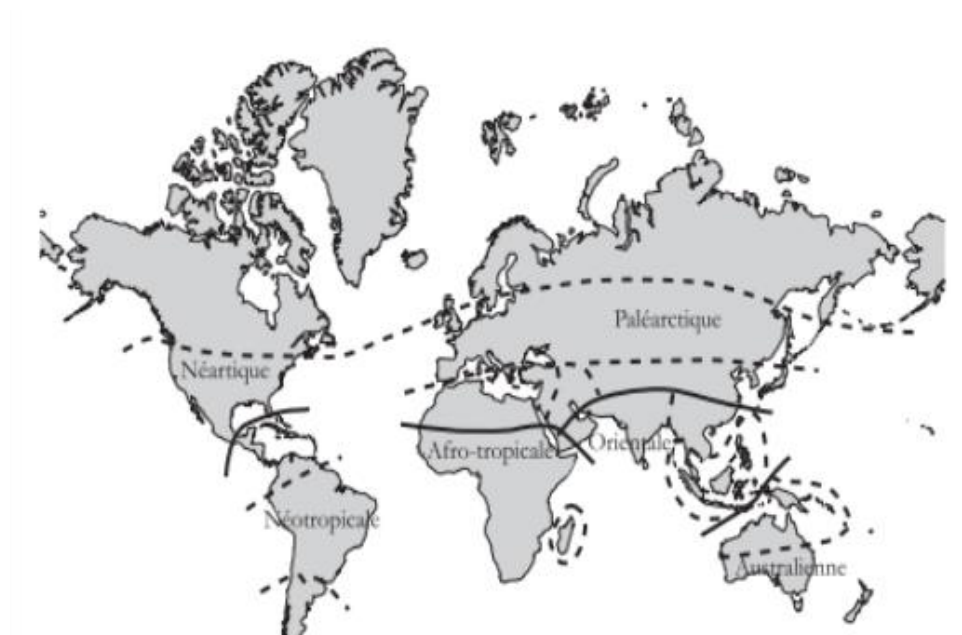 Paléarctique
Néartique
Afro-tropicale
Orientale
Néotropicale
Australienne